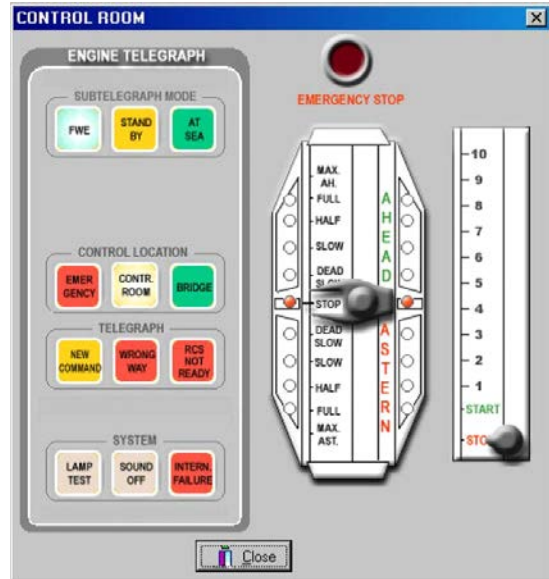 CONTROL ROOM
ENGINE TELEGRAPH
SUBTELEGRAPH MODE
FWE
STAND
BY
AT
SEA
CONTROL LOCATION
EMER
GENCY
CONTR.
ROOM
BRIDGE
TELEGRAPH
NEW
COMMAND
WRONG
WAY
RCS
NOT
READY
SYSTEM
LAMP
TEST
SOUND
OFF
INTERN.
FAILURE
EMERGENCY STOP
MAX.
AH.
FULL
HALF
SLOW
DEAD
SLOW
STOP
DEAD
SLOW
SLOW
HALF
FULL
MAX.
AST.
AHEAD
ASTERN
10
9
8
7
6
5
4
3
2
1
START
STO
Close